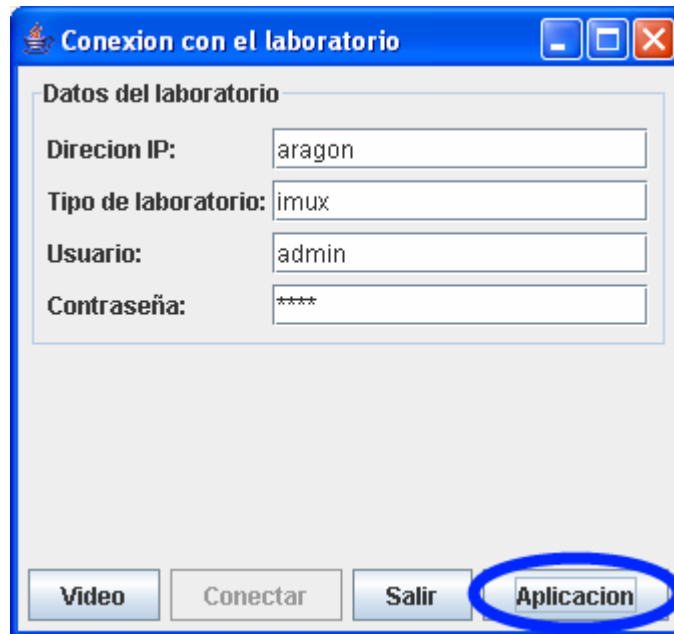 Conexion con el laboratorio
Datos del laboratorio
Direcion IP: aragon
Tipo de laboratorio: imux
Usuario: admin
Contraseña: ****
Video Conectar Salir Aplicacion